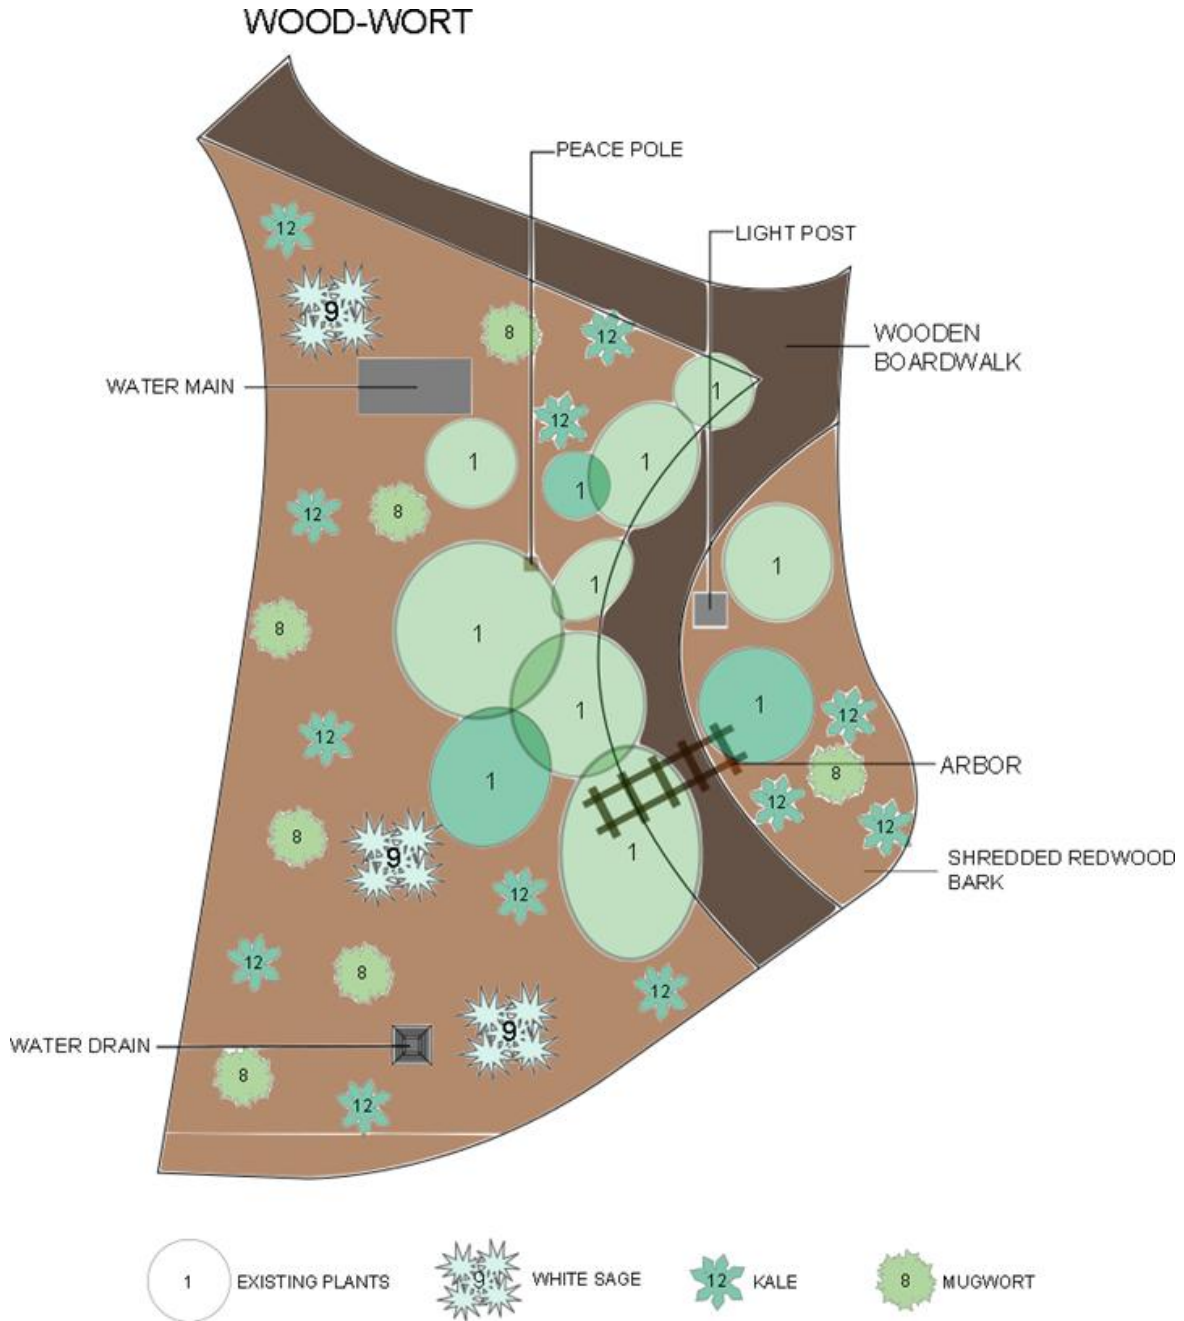 WOOD-WORT
PEACE POLE
12
LIGHT POST
9
8
12
WOODEN
BOARDWALK
WATER MAIN
1
12
1
1
1
12
8
1
1
8
1
1
1
12
12
ARBOR
8
1
12
12
8
1
9
SHREDDED REDWOOD
BARK
12
12
8
12
9
WATER DRAIN
8
12
1 EXISTING PLANTS
9 WHITE SAGE
12 KALE
8 MUGWORT